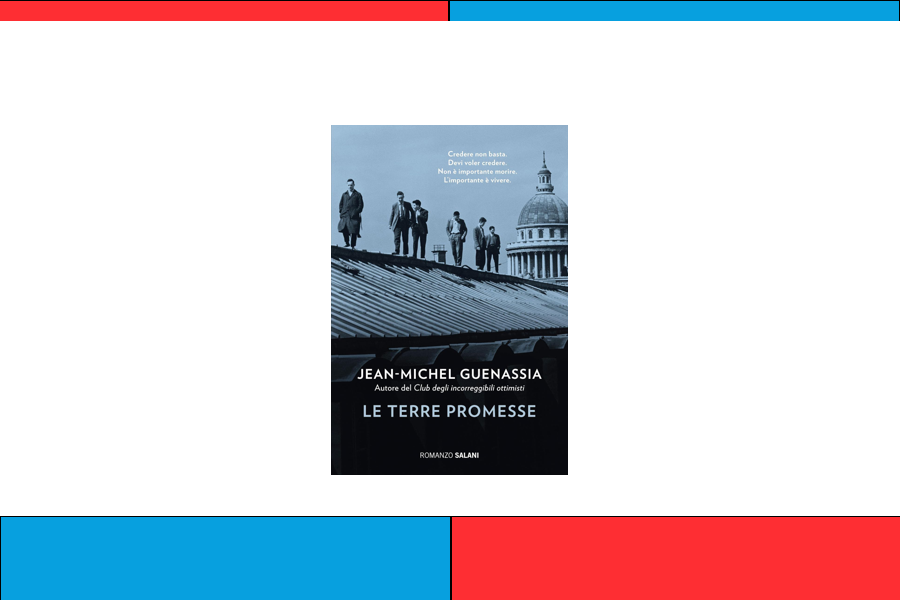 Credere non basta.
Devi voler credere.
Non è importante morire.
L'importante è vivere.
JEAN-MICHEL GUENASSIA
Autore del Club degli incorreggibili ottimisti
LE TERRE PROMESSE
ROMANZO SALANI